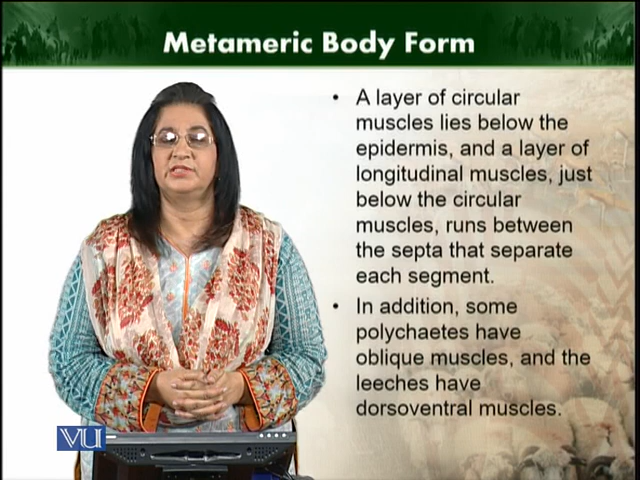 Metameric Body Form
• A layer of circular
muscles lies below the
epidermis, and a layer of
longitudinal muscles, just
below the circular
muscles, runs between
the septa that separate
each segment.
• In addition, some
polychaetes have
oblique muscles, and the
leeches have
dorsoventral muscles.
VU